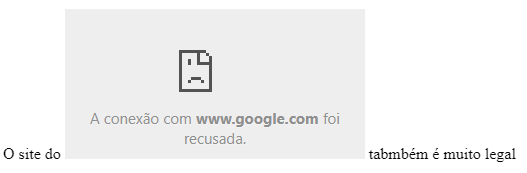 A conexão com www.google.com foi
recusada.
O site do tabmbém é muito legal